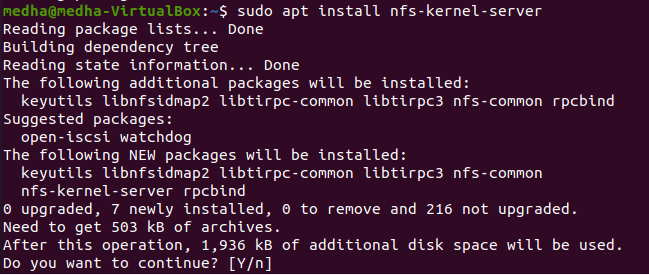 medha@medha-VirtualBox:~$ sudo apt install nfs-kernel-server
Reading package lists... Done
Building dependency tree
Reading state information... Done
The following additional packages will be installed:
  keyutils libnfsidmap2 libtirpc-common libtirpc3 nfs-common rpcbind
Suggested packages:
  open-iscsi watchdog
The following NEW packages will be installed:
  keyutils libnfsidmap2 libtirpc-common libtirpc3 nfs-common
  nfs-kernel-server rpcbind
0 upgraded, 7 newly installed, 0 to remove and 216 not upgraded.
Need to get 503 kB of archives.
After this operation, 1,936 kB of additional disk space will be used.
Do you want to continue? [Y/n]